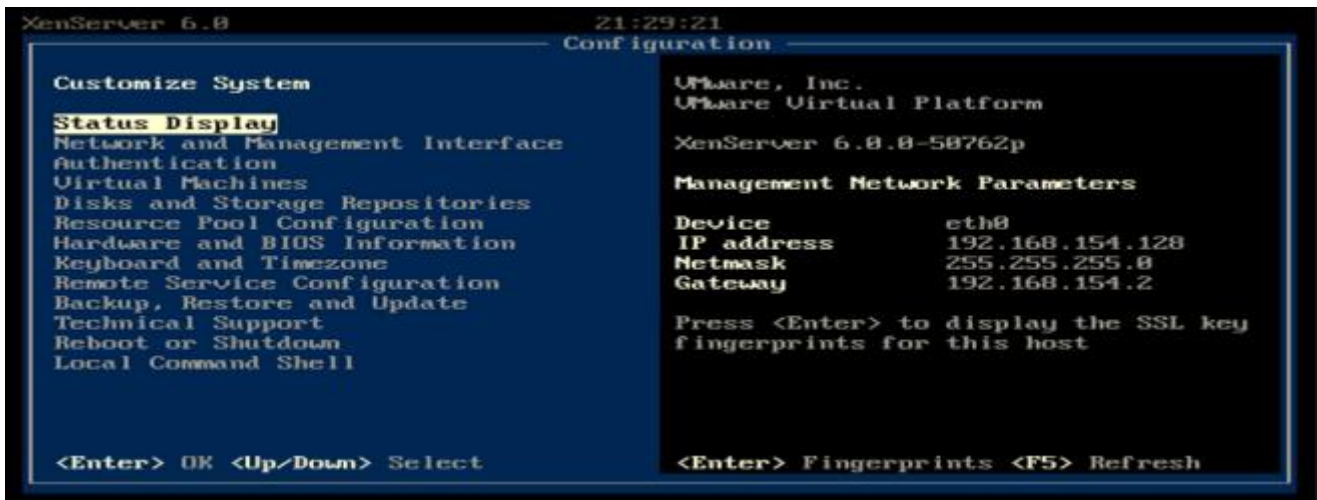 XenServer 6.0 21:29:21
Configuration
Customize System
Status Display
Network and Management Interface
Authentication
Virtual Machines
Disks and Storage Repositories
Resource Pool Configuration
Hardware and BIOS Information
Keyboard and Timezone
Remote Service Configuration
Backup, Restore and Update
Technical Support
Reboot or Shutdown
Local Command Shell
<Enter> OK <Up/Down> Select
VMware, Inc.
VMware Virtual Platform
XenServer 6.0.0-50762p
Management Network Parameters
Device eth0
IP address 192.168.154.128
Netmask 255.255.255.0
Gateway 192.168.154.2
Press <Enter> to display the SSL key
fingerprints for this host
<Enter> Fingerprints <F5> Refresh